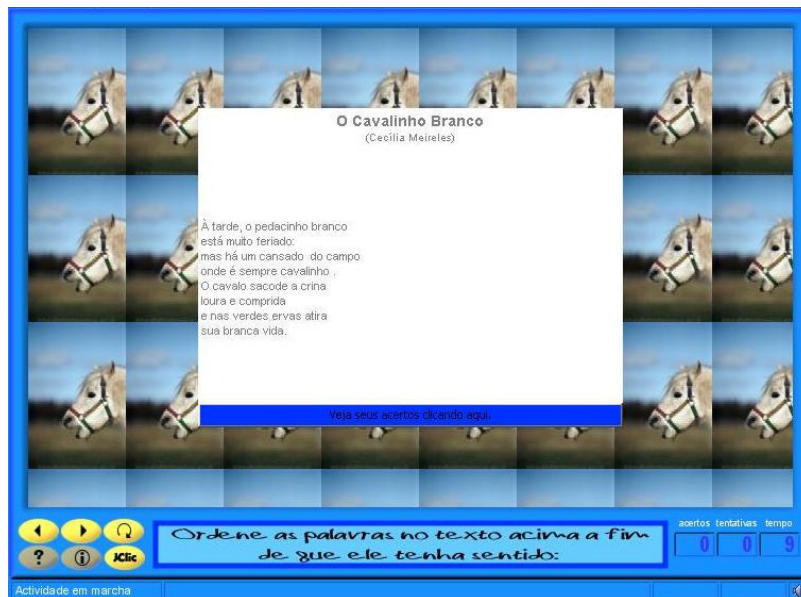 O Cavalinho Branco
(Cecília Meireles)
À tarde, o pedacinho branco
está muito feriado:
mas há um cansado do campo
onde é sempre cavalinho .
O cavalo sacode a crina
loura e comprida
e nas verdes ervas atira
sua branca vida.
Veja seus acertos clicando aqui.
Ordene as palavras no texto acima a fim
de que ele tenha sentido:
acertos tentativas tempo
0 0 9
? i JClic
Actividade em marcha